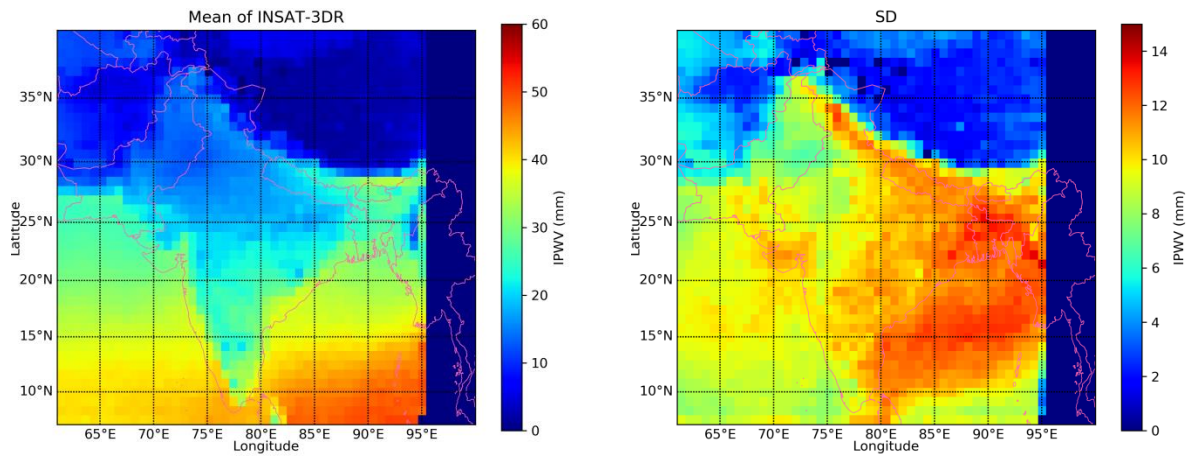 Mean of INSAT-3DR
35°N
30°N
25°N
20°N
15°N
10°N
Latitude
65°E 70°E 75°E 80°E 85°E 90°E 95°E
Longitude
60
50
40
30
20
10
0
IPWV (mm)
SD
35°N
30°N
25°N
20°N
15°N
10°N
Latitude
65°E 70°E 75°E 80°E 85°E 90°E 95°E
Longitude
14
12
10
8
6
4
2
0
IPWV (mm)